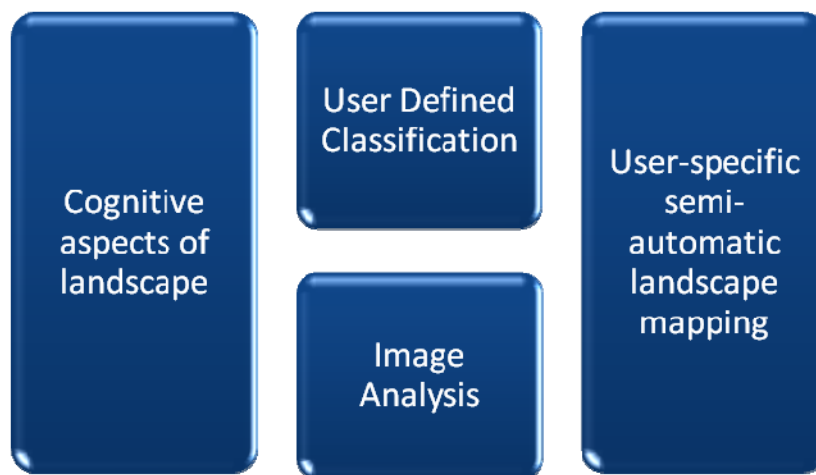 Cognitive
aspects of
landscape
User Defined
Classification
Image
Analysis
User-specific
semi-
automatic
landscape
mapping